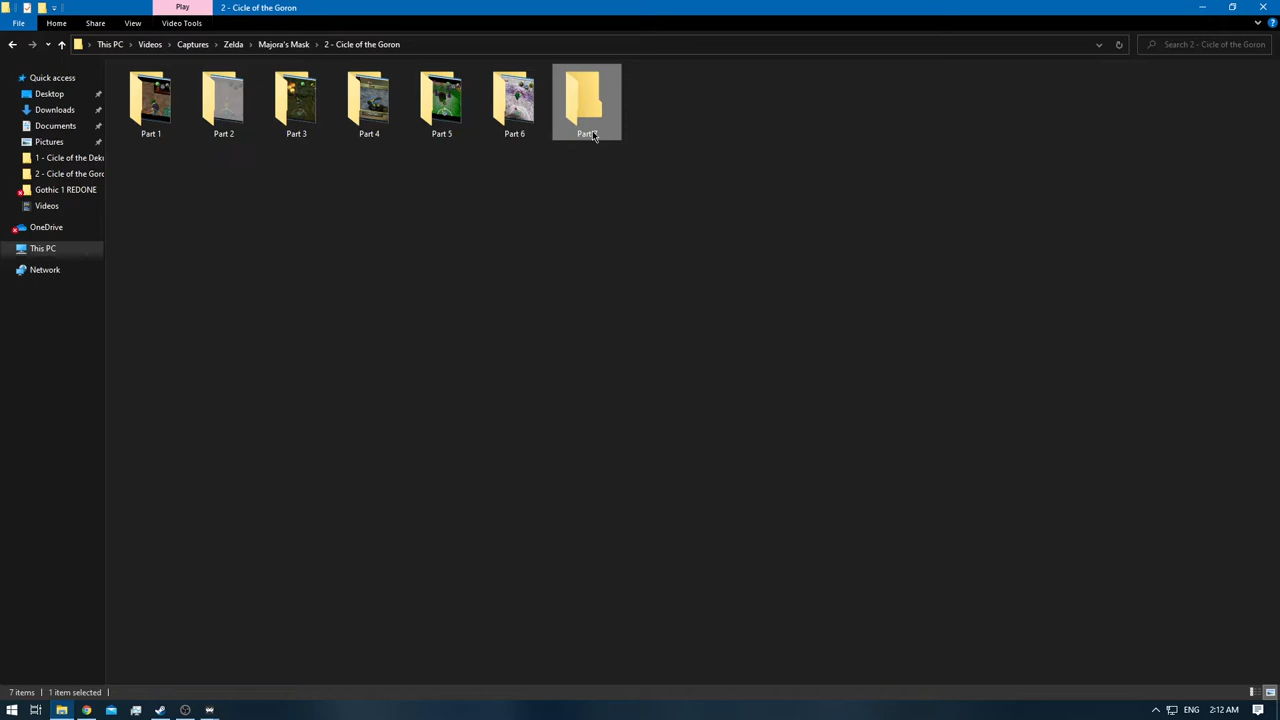 Play
2 - Cicle of the Goron
File
Home
Share
View
Video Tools
This PC
Videos
Captures
Zelda
Majora's Mask
2 - Cicle of the Goron
Search 2 - Cicle of the Goron
Quick access
Desktop
Downloads
Documents
Pictures
1 - Cicle of the Deku
2 - Cicle of the Goro
Gothic 1 REDONE
Videos
OneDrive
This PC
Network
Part 1
Part 2
Part 3
Part 4
Part 5
Part 6
Part
7 items
1 item selected
ENG
2:12 AM